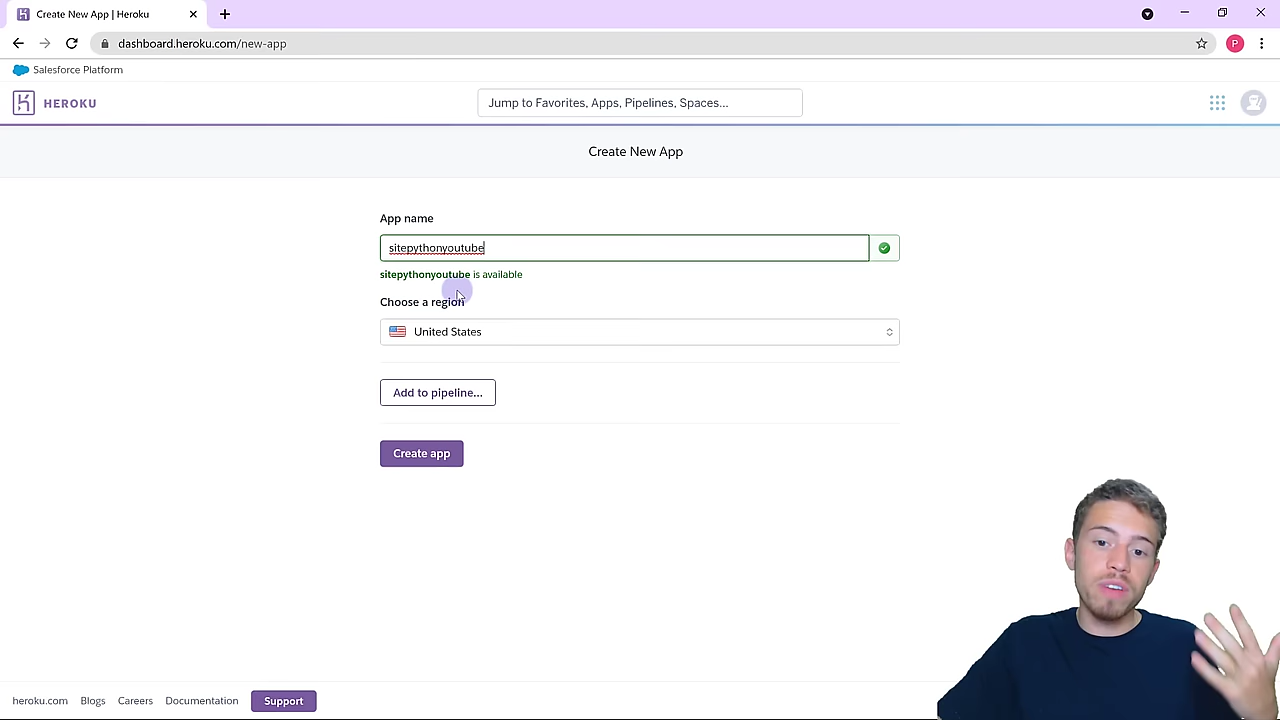 Create New App | Heroku
dashboard.heroku.com/new-app
P
Salesforce Platform
HEROKU
Jump to Favorites, Apps, Pipelines, Spaces...
Create New App
App name
sitepythonyoutube
sitepythonyoutube is available
Choose a region
United States
Add to pipeline...
Create app
heroku.com Blogs Careers Documentation Support